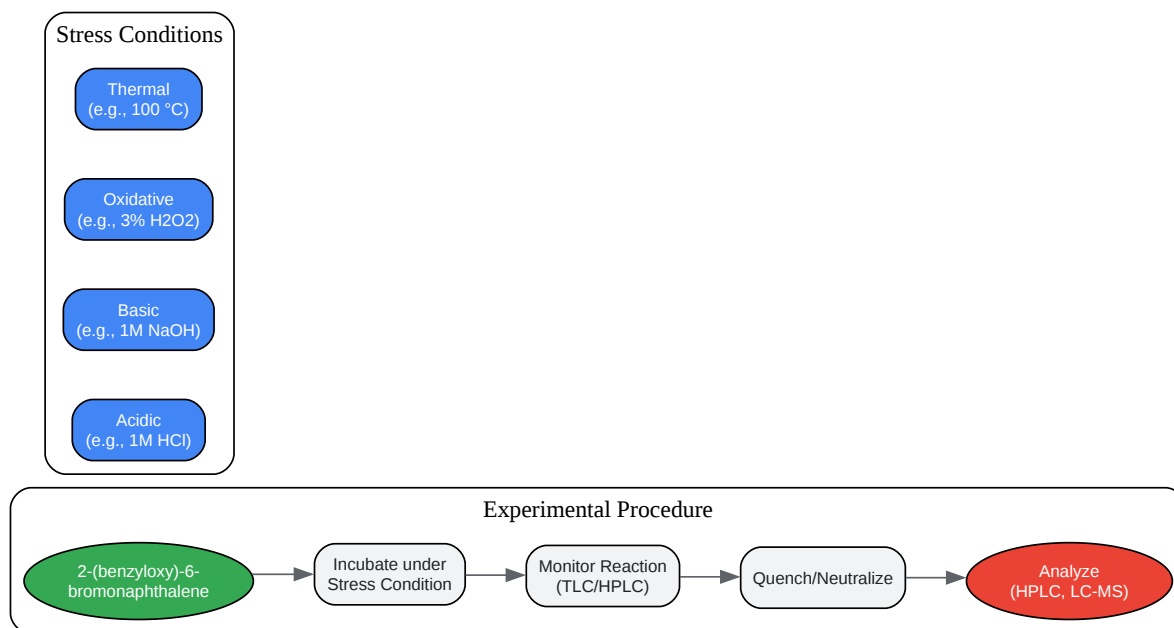 Stress Conditions
Thermal
(e.g., 100 °C)
Oxidative
(e.g., 3% H2O2)
Basic
(e.g., 1M NaOH)
Acidic
(e.g., 1M HCl)
Experimental Procedure
2-(benzyloxy)-6-
bromonaphthalene
Incubate under
Stress Condition
Monitor Reaction
(TLC/HPLC)
Quench/Neutralize
Analyze
(HPLC, LC-MS)